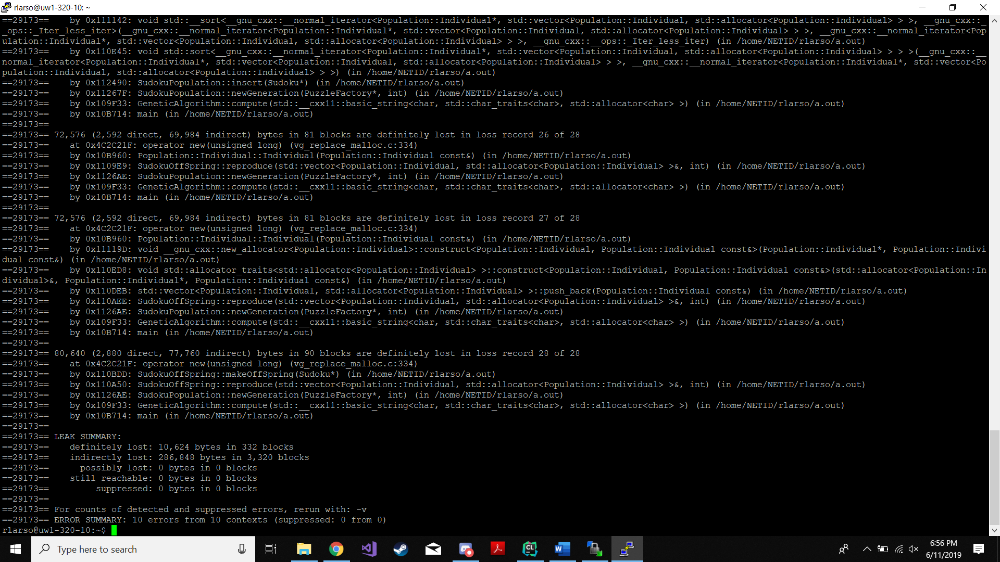 rlarso@uw1-320-10: ~
==29173==    by 0x111142: void std::__sort<__gnu_cxx::__normal_iterator<Population::Individual*, std::vector<Population::Individual, std::allocator<Population::Individual> > >, __gnu_cxx::_
_ops::_Iter_less_iter>(__gnu_cxx::__normal_iterator<Population::Individual*, std::vector<Population::Individual, std::allocator<Population::Individual> > >, __gnu_cxx::__normal_iterator<Pop
ulation::Individual*, std::vector<Population::Individual, std::allocator<Population::Individual> > >, __gnu_cxx::__ops::_Iter_less_iter) (in /home/NETID/rlarso/a.out)
==29173==    by 0x110E45: void std::sort<__gnu_cxx::__normal_iterator<Population::Individual*, std::vector<Population::Individual, std::allocator<Population::Individual> > > >(__gnu_cxx::__
normal_iterator<Population::Individual*, std::vector<Population::Individual, std::allocator<Population::Individual> > >, __gnu_cxx::__normal_iterator<Population::Individual*, std::vector<Po
pulation::Individual, std::allocator<Population::Individual> > >) (in /home/NETID/rlarso/a.out)
==29173==    by 0x112490: SudokuPopulation::insert(Sudoku*) (in /home/NETID/rlarso/a.out)
==29173==    by 0x11267F: SudokuPopulation::newGeneration(PuzzleFactory*, int) (in /home/NETID/rlarso/a.out)
==29173==    by 0x109F33: GeneticAlgorithm::compute(std::__cxx11::basic_string<char, std::char_traits<char>, std::allocator<char> >) (in /home/NETID/rlarso/a.out)
==29173==    by 0x10B714: main (in /home/NETID/rlarso/a.out)
==29173==
==29173== 72,576 (2,592 direct, 69,984 indirect) bytes in 81 blocks are definitely lost in loss record 26 of 28
==29173==    at 0x4C2C21F: operator new(unsigned long) (vg_replace_malloc.c:334)
==29173==    by 0x10B960: Population::Individual::Individual(Population::Individual const&) (in /home/NETID/rlarso/a.out)
==29173==    by 0x1109E9: SudokuOffSpring::reproduce(std::vector<Population::Individual, std::allocator<Population::Individual> >&, int) (in /home/NETID/rlarso/a.out)
==29173==    by 0x1126AE: SudokuPopulation::newGeneration(PuzzleFactory*, int) (in /home/NETID/rlarso/a.out)
==29173==    by 0x109F33: GeneticAlgorithm::compute(std::__cxx11::basic_string<char, std::char_traits<char>, std::allocator<char> >) (in /home/NETID/rlarso/a.out)
==29173==    by 0x10B714: main (in /home/NETID/rlarso/a.out)
==29173==
==29173== 72,576 (2,592 direct, 69,984 indirect) bytes in 81 blocks are definitely lost in loss record 27 of 28
==29173==    at 0x4C2C21F: operator new(unsigned long) (vg_replace_malloc.c:334)
==29173==    by 0x10B960: Population::Individual::Individual(Population::Individual const&) (in /home/NETID/rlarso/a.out)
==29173==    by 0x11119D: void __gnu_cxx::new_allocator<Population::Individual>::construct<Population::Individual, Population::Individual const&>(Population::Individual*, Population::Indivi
dual const&) (in /home/NETID/rlarso/a.out)
==29173==    by 0x110ED8: void std::allocator_traits<std::allocator<Population::Individual> >::construct<Population::Individual, Population::Individual const&>(std::allocator<Population::In
dividual>&, Population::Individual*, Population::Individual const&) (in /home/NETID/rlarso/a.out)
==29173==    by 0x110DEB: std::vector<Population::Individual, std::allocator<Population::Individual> >::push_back(Population::Individual const&) (in /home/NETID/rlarso/a.out)
==29173==    by 0x110AEE: SudokuOffSpring::reproduce(std::vector<Population::Individual, std::allocator<Population::Individual> >&, int) (in /home/NETID/rlarso/a.out)
==29173==    by 0x1126AE: SudokuPopulation::newGeneration(PuzzleFactory*, int) (in /home/NETID/rlarso/a.out)
==29173==    by 0x109F33: GeneticAlgorithm::compute(std::__cxx11::basic_string<char, std::char_traits<char>, std::allocator<char> >) (in /home/NETID/rlarso/a.out)
==29173==    by 0x10B714: main (in /home/NETID/rlarso/a.out)
==29173==
==29173== 80,640 (2,880 direct, 77,760 indirect) bytes in 90 blocks are definitely lost in loss record 28 of 28
==29173==    at 0x4C2C21F: operator new(unsigned long) (vg_replace_malloc.c:334)
==29173==    by 0x110BDD: SudokuOffSpring::makeOffSpring(Sudoku*) (in /home/NETID/rlarso/a.out)
==29173==    by 0x110A50: SudokuOffSpring::reproduce(std::vector<Population::Individual, std::allocator<Population::Individual> >&, int) (in /home/NETID/rlarso/a.out)
==29173==    by 0x1126AE: SudokuPopulation::newGeneration(PuzzleFactory*, int) (in /home/NETID/rlarso/a.out)
==29173==    by 0x109F33: GeneticAlgorithm::compute(std::__cxx11::basic_string<char, std::char_traits<char>, std::allocator<char> >) (in /home/NETID/rlarso/a.out)
==29173==    by 0x10B714: main (in /home/NETID/rlarso/a.out)
==29173==
==29173== LEAK SUMMARY:
==29173==    definitely lost: 10,624 bytes in 332 blocks
==29173==    indirectly lost: 286,848 bytes in 3,320 blocks
==29173==      possibly lost: 0 bytes in 0 blocks
==29173==    still reachable: 0 bytes in 0 blocks
==29173==         suppressed: 0 bytes in 0 blocks
==29173==
==29173== For counts of detected and suppressed errors, rerun with: -v
==29173== ERROR SUMMARY: 10 errors from 10 contexts (suppressed: 0 from 0)
rlarso@uw1-320-10:~$
Type here to search
CL
W
6:56 PM
6/11/2019